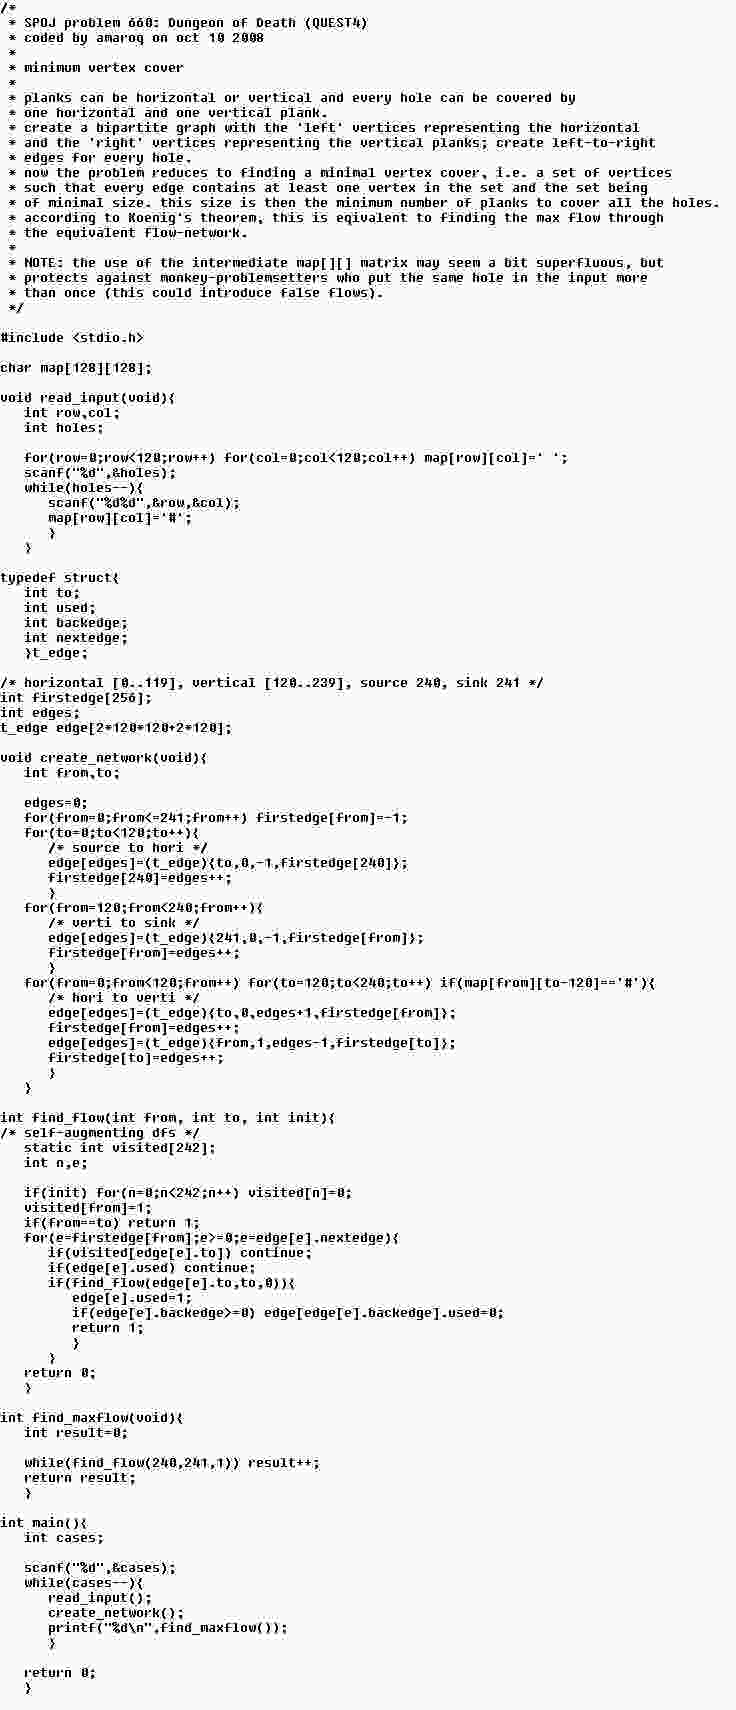 /*
 * SPOJ problem 660: Dungeon of Death (QUEST4)
 * coded by amaroq on oct 10 2008
 *
 * minimum vertex cover
 *
 * planks can be horizontal or vertical and every hole can be covered by
 * one horizontal and one vertical plank.
 * create a bipartite graph with the 'left' vertices representing the horizontal
 * and the 'right' vertices representing the vertical planks; create left-to-right
 * edges for every hole.
 * now the problem reduces to finding a minimal vertex cover, i.e. a set of vertices
 * such that every edge contains at least one vertex in the set and the set being
 * of minimal size. this size is then the minimum number of planks to cover all the holes.
 * according to Koenig's theorem, this is eqivalent to finding the max flow through
 * the equivalent flow-network.
 *
 * NOTE: the use of the intermediate map[][] matrix may seem a bit superfluous, but
 * protects against monkey-problemsetters who put the same hole in the input more
 * than once (this could introduce false flows).
 */

#include <stdio.h>

char map[128][128];

void read_input(void){
   int row,col;
   int holes;

   for(row=0;row<120;row++) for(col=0;col<120;col++) map[row][col]=' ';
   scanf("%d",&holes);
   while(holes--){
      scanf("%d%d",&row,&col);
      map[row][col]='#';
      }
   }

typedef struct{
   int to;
   int used;
   int backedge;
   int nextedge;
   }t_edge;

/* horizontal [0..119], vertical [120..239], source 240, sink 241 */
int firstedge[256];
int edges;
t_edge edge[2*120*120+2*120];

void create_network(void){
   int from,to;

   edges=0;
   for(from=0;from<=241;from++) firstedge[from]=-1;
   for(to=0;to<120;to++){
      /* source to hori */
      edge[edges]=(t_edge){to,0,-1,firstedge[240]};
      firstedge[240]=edges++;
      }
   for(from=120;from<240;from++){
      /* verti to sink */
      edge[edges]=(t_edge){241,0,-1,firstedge[from]};
      firstedge[from]=edges++;
      }
   for(from=0;from<120;from++) for(to=120;to<240;to++) if(map[from][to-120]=='#'){
      /* hori to verti */
      edge[edges]=(t_edge){to,0,edges+1,firstedge[from]};
      firstedge[from]=edges++;
      edge[edges]=(t_edge){from,1,edges-1,firstedge[to]};
      firstedge[to]=edges++;
      }
   }

int find_flow(int from, int to, int init){
/* self-augmenting dfs */
   static int visited[242];
   int n,e;

   if(init) for(n=0;n<242;n++) visited[n]=0;
   visited[from]=1;
   if(from==to) return 1;
   for(e=firstedge[from];e>=0;e=edge[e].nextedge){
      if(visited[edge[e].to]) continue;
      if(edge[e].used) continue;
      if(find_flow(edge[e].to,to,0)){
         edge[e].used=1;
         if(edge[e].backedge>=0) edge[edge[e].backedge].used=0;
         return 1;
         }
      }
   return 0;
   }

int find_maxflow(void){
   int result=0;

   while(find_flow(240,241,1)) result++;
   return result;
   }

int main(){
   int cases;

   scanf("%d",&cases);
   while(cases--){
      read_input();
      create_network();
      printf("%d\n",find_maxflow());
      }

   return 0;
   }